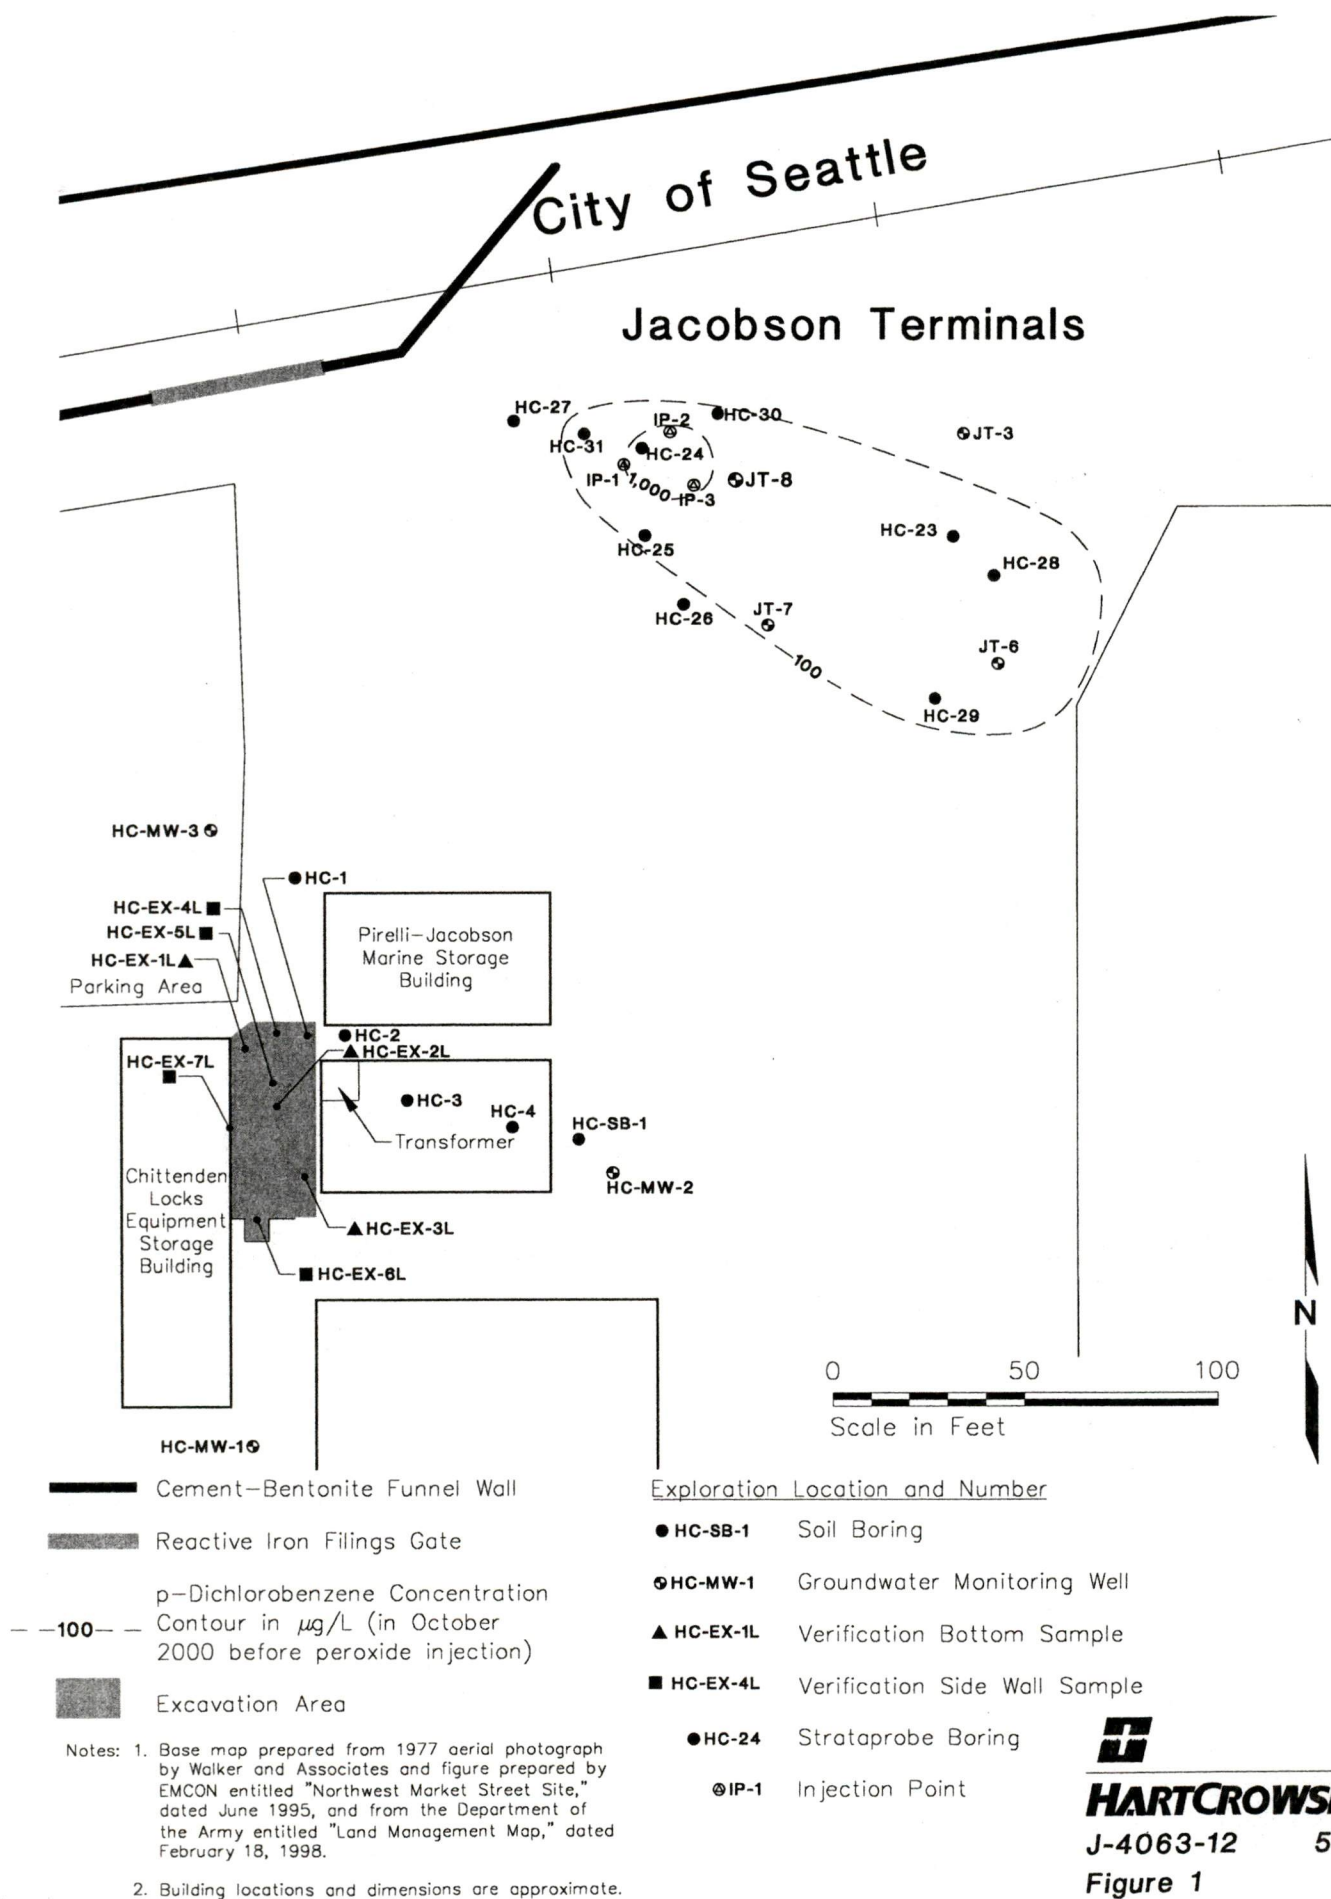 City of Seattle
Jacobson Terminals
HC-27
IP-2
HC-30
HC-31
HC-24
JT-3
IP-1
1,000
IP-3
JT-8
HC-25
HC-23
HC-28
HC-26
JT-7
100
JT-6
HC-29
HC-MW-3
HC-1
HC-EX-4L
HC-EX-5L
HC-EX-1L
Parking Area
Pirelli-Jacobson
Marine Storage
Building
HC-2
HC-EX-2L
HC-EX-7L
HC-3
HC-4
HC-SB-1
Transformer
HC-MW-2
Chittenden
Locks
Equipment
Storage
Building
HC-EX-3L
HC-EX-6L
N
0 50 100
Scale in Feet
HC-MW-1
Cement-Bentonite Funnel Wall
Reactive Iron Filings Gate
p-Dichlorobenzene Concentration
100 Contour in µg/L (in October
2000 before peroxide injection)
Excavation Area
Notes: 1. Base map prepared from 1977 aerial photograph
by Walker and Associates and figure prepared by
EMCON entitled "Northwest Market Street Site,"
dated June 1995, and from the Department of
the Army entitled "Land Management Map," dated
February 18, 1998.
2. Building locations and dimensions are approximate.
Exploration Location and Number
HC-SB-1 Soil Boring
HC-MW-1 Groundwater Monitoring Well
HC-EX-1L Verification Bottom Sample
HC-EX-4L Verification Side Wall Sample
HC-24 Strataprobe Boring
IP-1 Injection Point
HARTCROWS
J-4063-12 5
Figure 1